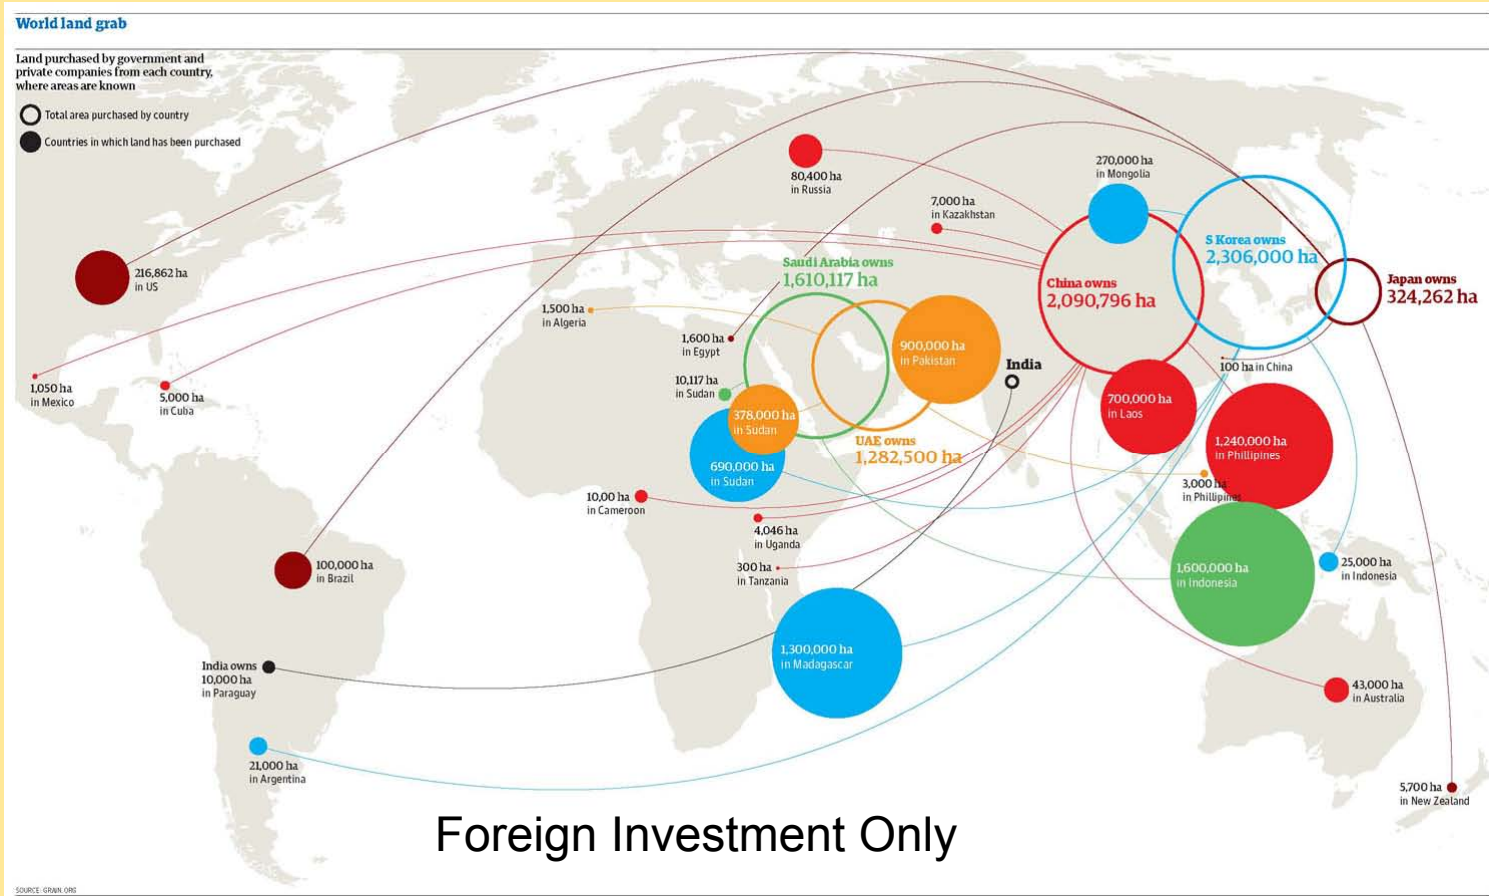 World land grab
Land purchased by government and
private companies from each country,
where areas are known
Total area purchased by country
Countries in which land has been purchased
80,400 ha
in Russia
270,000 ha
in Mongolia
7,000 ha
in Kazakhstan
S Korea owns
2,306,000 ha
216,862 ha
in US
Saudi Arabia owns
1,610,117 ha
China owns
2,090,796 ha
Japan owns
324,262 ha
1,500 ha
in Algeria
1,600 ha
in Egypt
900,000 ha
in Pakistan
India
100 ha in China
1,050 ha
in Mexico
5,000 ha
in Cuba
10,117 ha
in Sudan
378,000 ha
in Sudan
700,000 ha
in Laos
UAE owns
1,282,500 ha
1,240,000 ha
in Phillipines
690,000 ha
in Sudan
3,000 ha
in Phillipines
10,00 ha
in Cameroon
4,046 ha
in Uganda
300 ha
in Tanzania
100,000 ha
in Brazil
1,600,000 ha
in Indonesia
25,000 ha
in Indonesia
1,300,000 ha
in Madagascar
India owns
10,000 ha
in Paraguay
43,000 ha
in Australia
21,000 ha
in Argentina
5,700 ha
in New Zealand
Foreign Investment Only
SOURCE: GRAIN.ORG